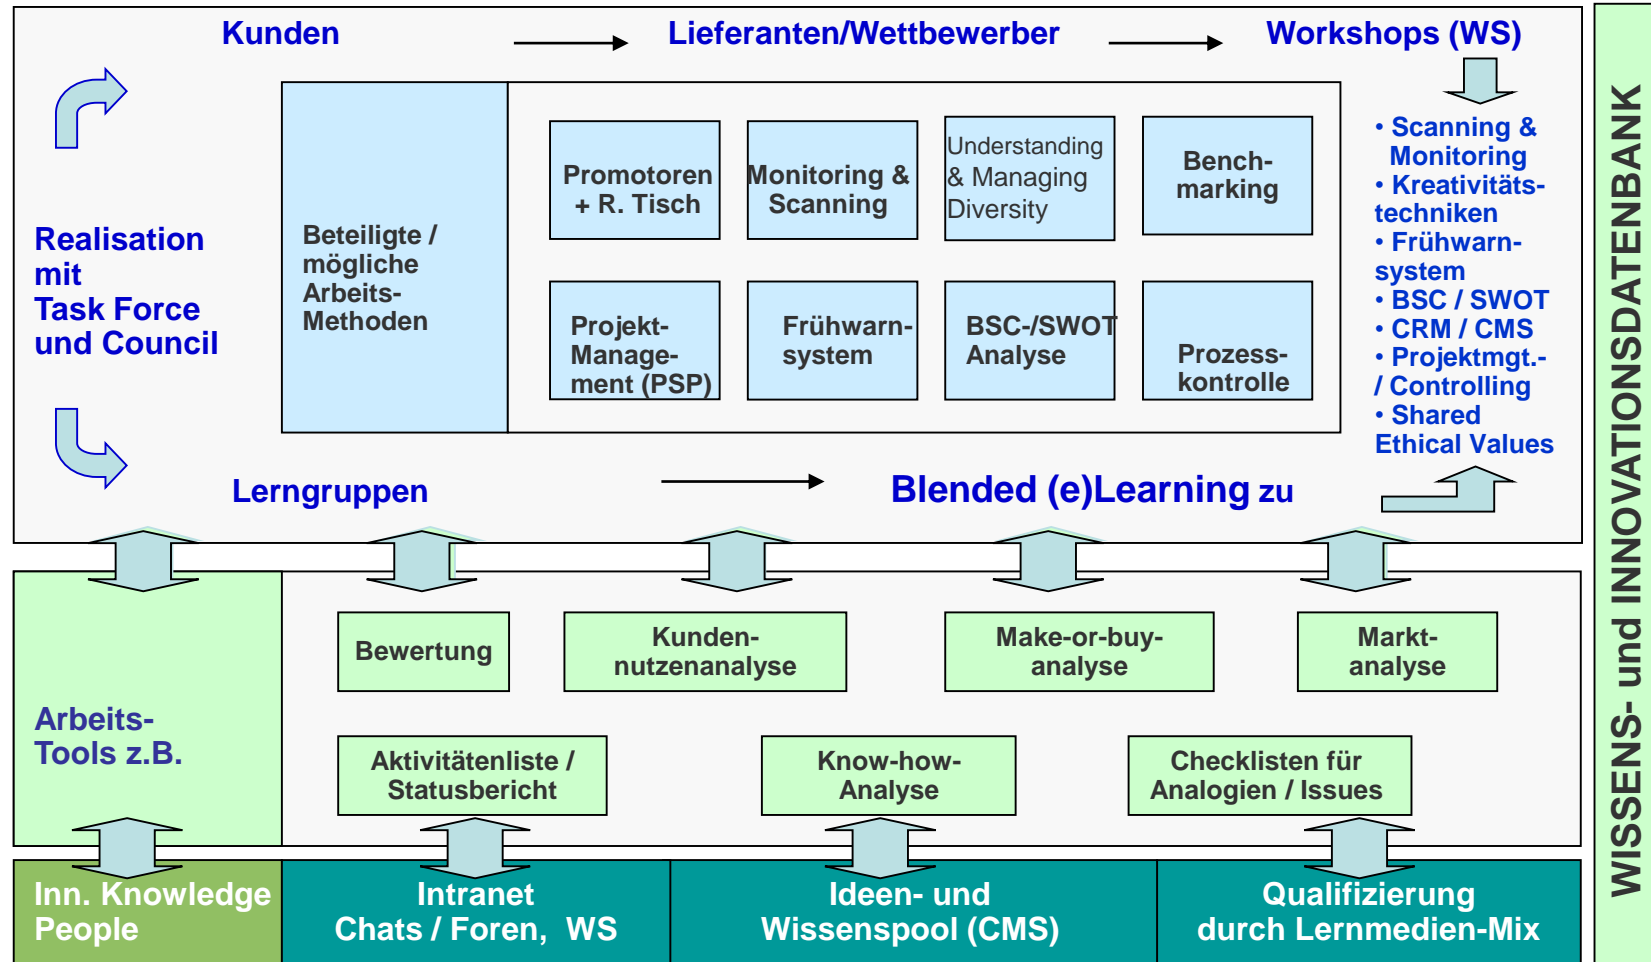 Kunden
Lieferanten/Wettbewerber
Workshops (WS)
Realisation
mit
Task Force
und Council
Beteiligte /
mögliche
Arbeits-
Methoden
Promotoren
+ R. Tisch
Monitoring &
Scanning
Understanding
& Managing
Diversity
Bench-
marking
Projekt-
Manage-
ment (PSP)
Frühwarn-
system
BSC-/SWOT
Analyse
Prozess-
kontrolle
• Scanning &
Monitoring
• Kreativitäts-
techniken
• Frühwarn-
system
• BSC / SWOT
• CRM / CMS
• Projektmgt.-
/ Controlling
• Shared
Ethical Values
Lerngruppen
Blended (e)Learning zu
Arbeits-
Tools z.B.
Bewertung
Kunden-
nutzenanalyse
Make-or-buy-
analyse
Markt-
analyse
Aktivitätenliste /
Statusbericht
Know-how-
Analyse
Checklisten für
Analogien / Issues
Inn. Knowledge
People
Intranet
Chats / Foren, WS
Ideen- und
Wissenspool (CMS)
Qualifizierung
durch Lernmedien-Mix
WISSENS- und INNOVATIONSDATENBANK